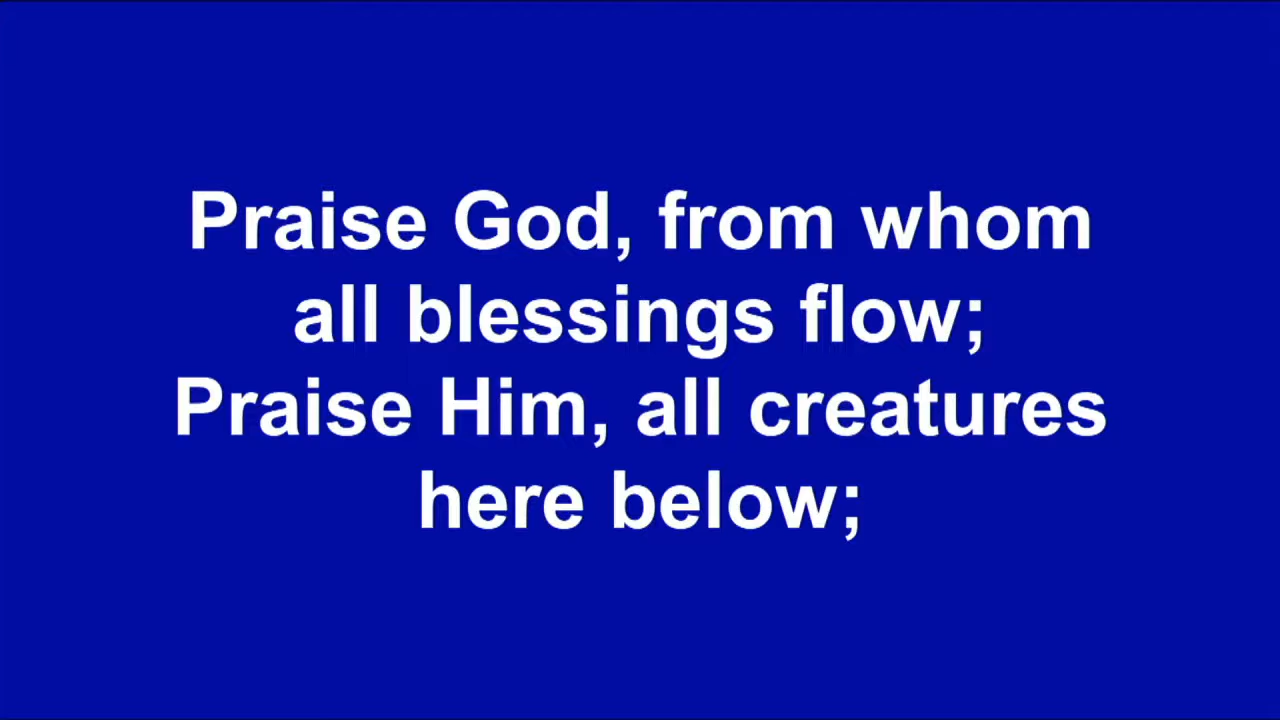 Praise God, from whom
all blessings flow;
Praise Him, all creatures
here below;